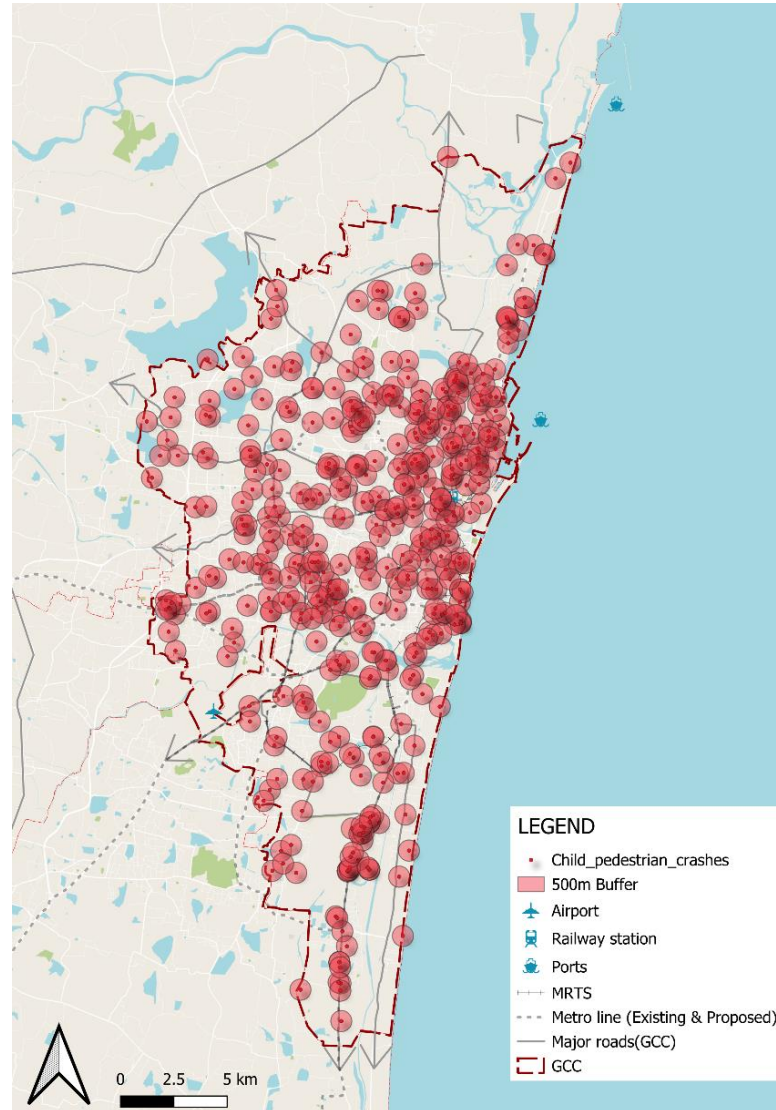 LEGEND
Child_pedestrian_crashes
500m Buffer
Airport
Railway station
Ports
MRTS
Metro line (Existing & Proposed)
Major roads(GCC)
GCC
0 2.5 5 km